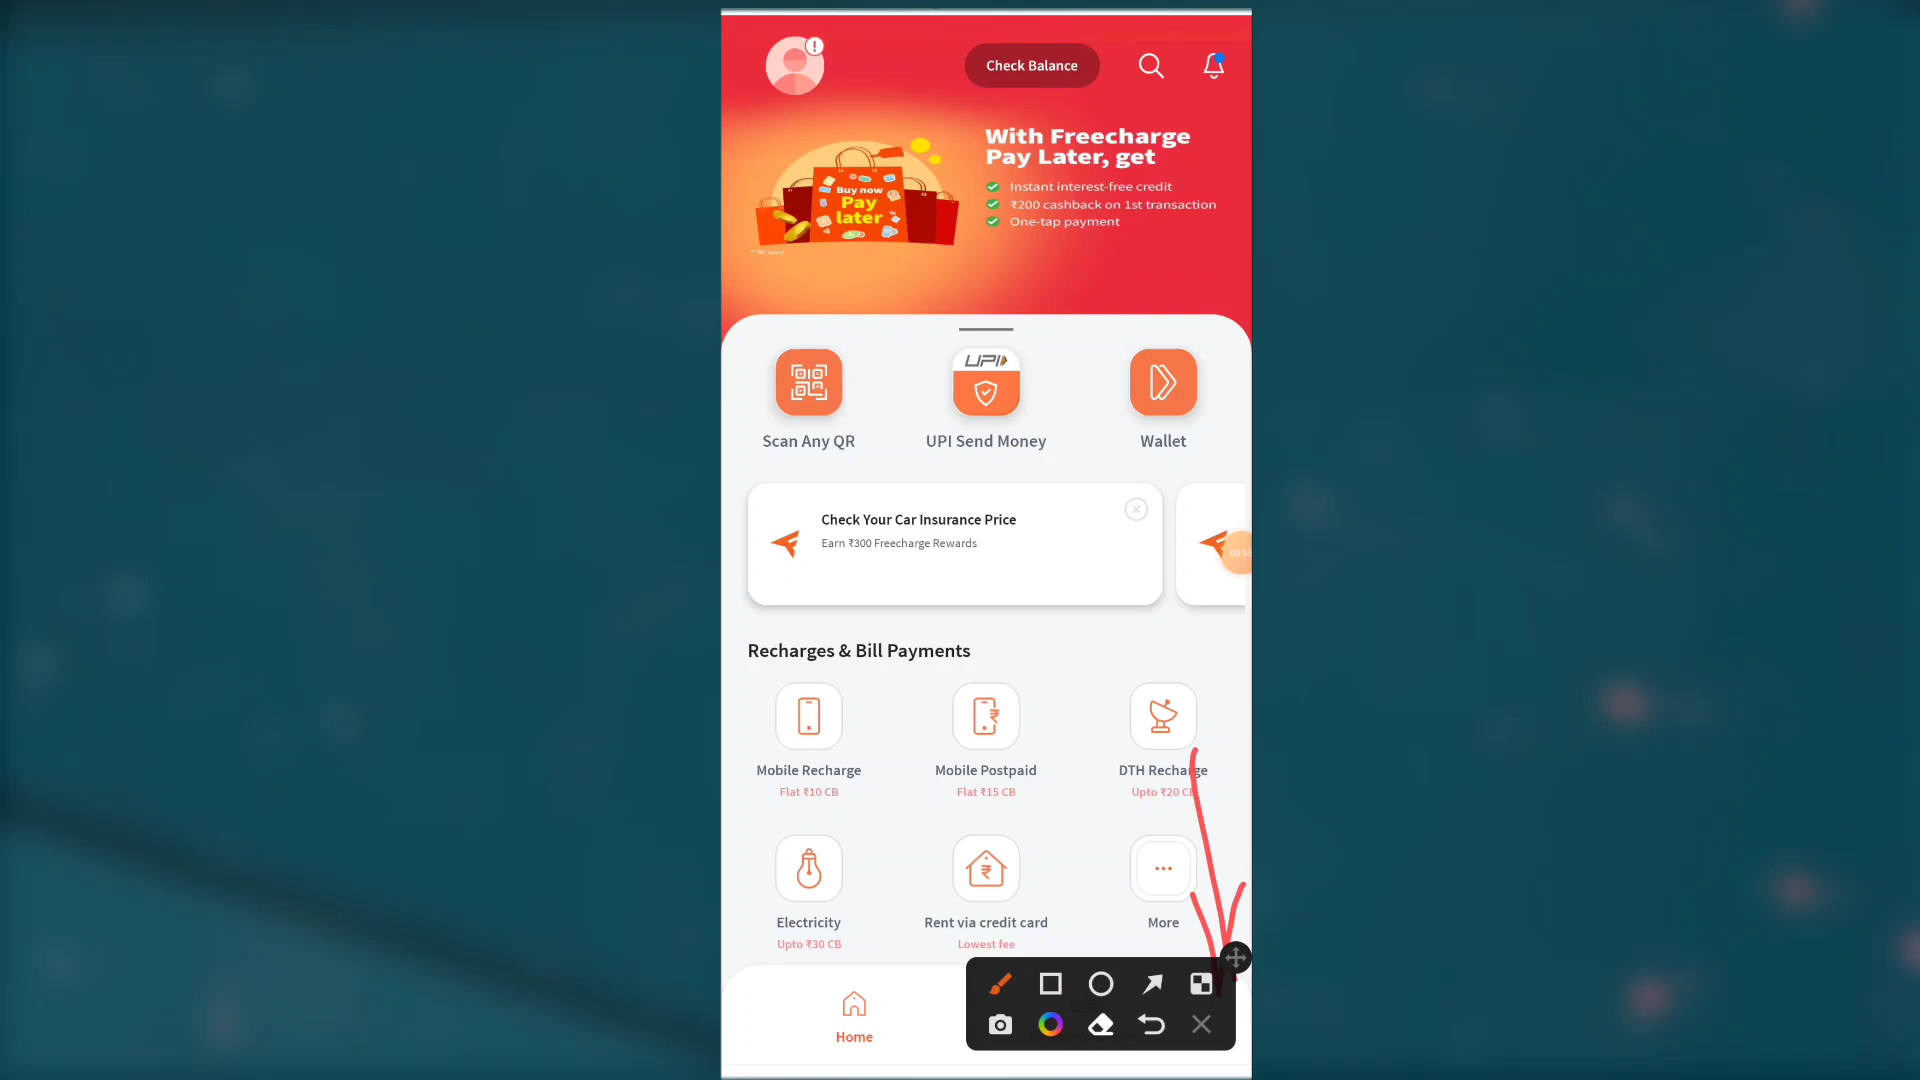 !
Check Balance
With Freecharge
Pay Later, get
Instant interest-free credit
₹200 cashback on 1st transaction
One-tap payment
Buy now
Pay
later
UPI
Scan Any QR
UPI Send Money
Wallet
Check Your Car Insurance Price
Earn ₹300 Freecharge Rewards
Recharges & Bill Payments
Mobile Recharge
Mobile Postpaid
DTH Recharge
Flat ₹10 CB
Flat ₹15 CB
Upto ₹20 CB
Electricity
Rent via credit card
More
Upto ₹30 CB
Lowest fee
Home